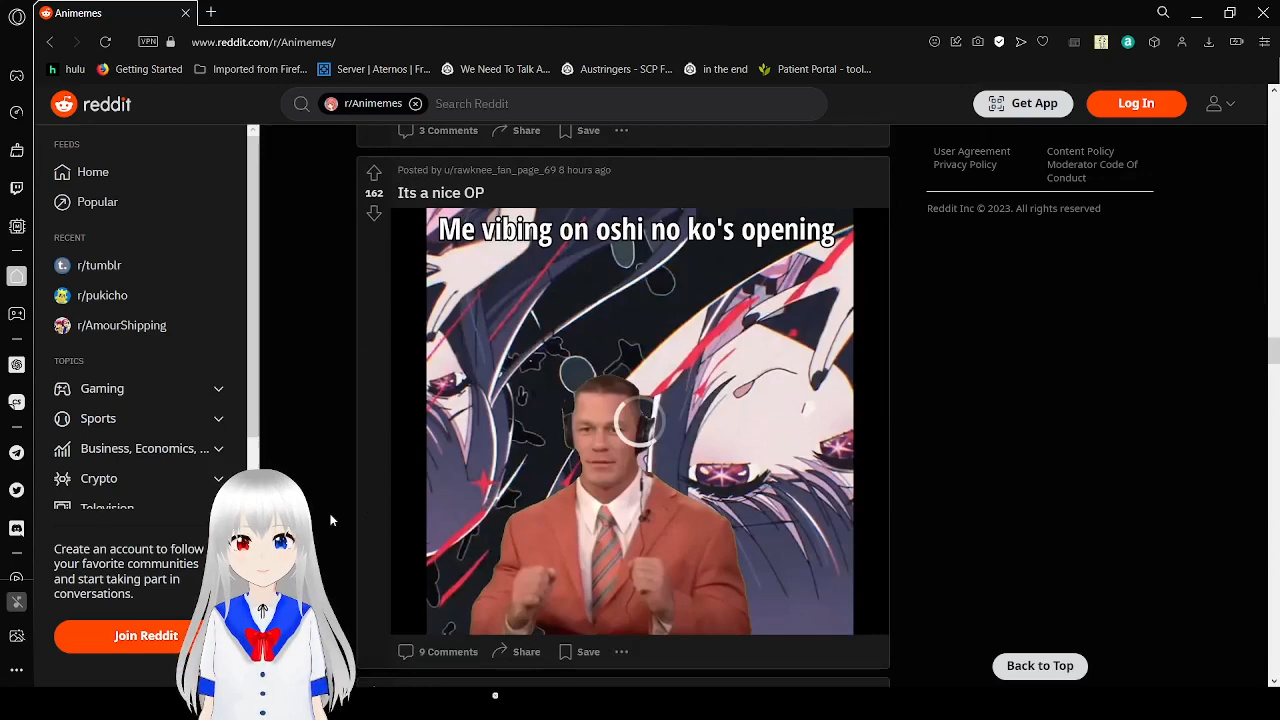 Animemes
VPN
www.reddit.com/r/Animemes/
hulu
Getting Started
Imported from Firef...
Server | Aternos | Fr...
We Need To Talk A...
Austringers - SCP F...
in the end
Patient Portal - tool...
reddit
r/Animemes
Search Reddit
Get App
Log In
FEEDS
Home
Popular
RECENT
r/tumblr
r/pukicho
r/AmourShipping
TOPICS
Gaming
Sports
Business, Economics, ...
Crypto
Television
Create an account to follow
your favorite communities
and start taking part in
conversations.
Join Reddit
3 Comments
Share
Save
Posted by u/rawknee_fan_page_69 8 hours ago
162
Its a nice OP
Me vibing on oshi no ko's opening
9 Comments
Share
Save
User Agreement
Privacy Policy
Content Policy
Moderator Code Of
Conduct
Reddit Inc © 2023. All rights reserved
Back to Top